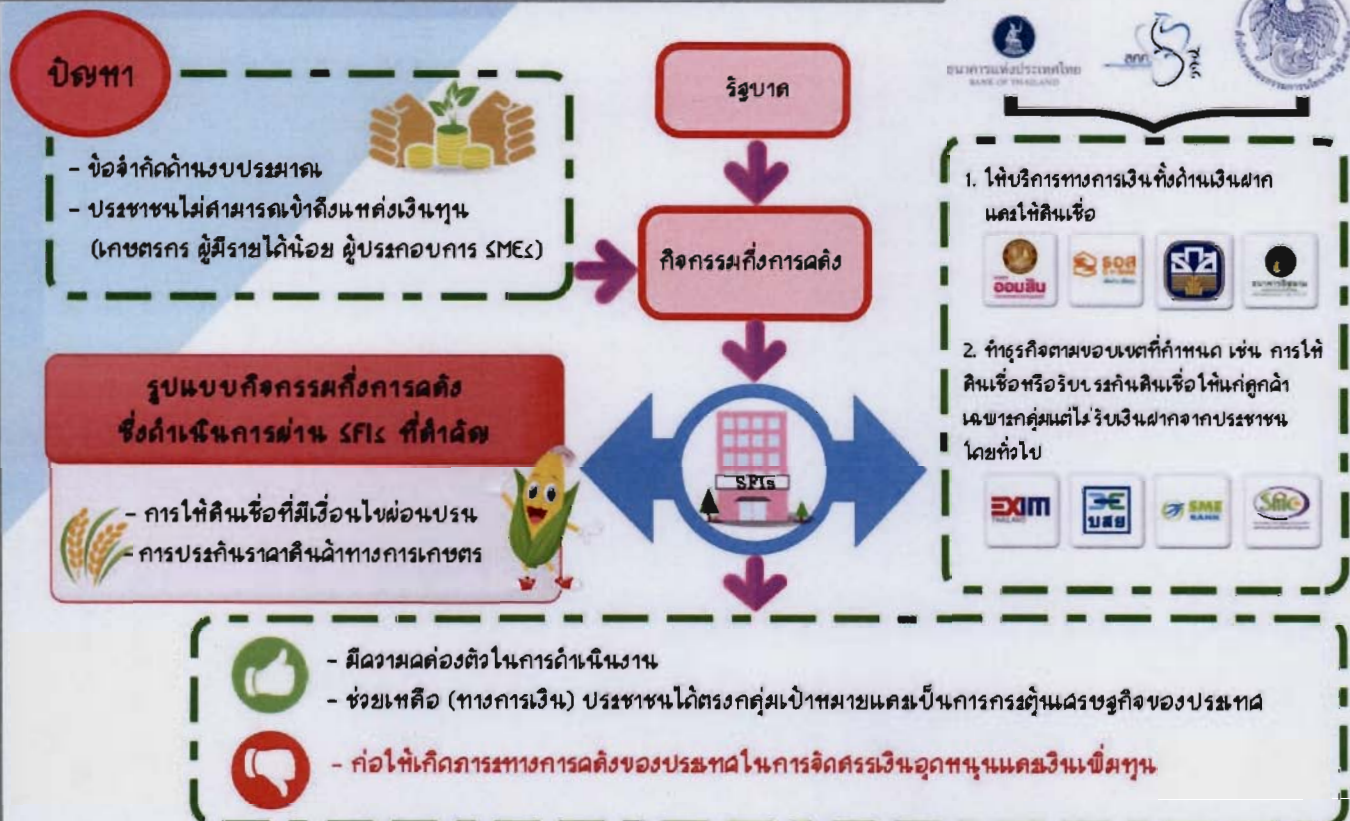 ปัญหา
- ข้อจำกัดด้านงบประมาณ
- ประชาชนไม่สามารถเข้าถึงแหล่งเงินทุน
(เกษตรกร ผู้มีรายได้น้อย ผู้ประกอบการ SMEs)
รัฐบาล
กิจกรรมกึ่งการคลัง
ธนาคารแห่งประเทศไทย
BANK OF THAILAND
สคร
1. ให้บริการทางการเงินทั้งด้านเงินฝาก
และให้สินเชื่อ
ออมสิน
ธอส
2. ทำธุรกิจตามขอบเขตที่กำหนด เช่น การให้
สินเชื่อหรือรับประกันสินเชื่อให้แก่ลูกค้า
เฉพาะกลุ่มแต่ไม่รับเงินฝากจากประชาชน
โดยทั่วไป
EXIM
THAILAND
บสย
SME
BANK
SMC
รูปแบบกิจกรรมกึ่งการคลัง
ซึ่งดำเนินการผ่าน SFIs ที่สำคัญ
- การให้สินเชื่อที่มีเงื่อนไขผ่อนปรน
- การประกันราคาสินค้าทางการเกษตร
SFIs
- มีความคล่องตัวในการดำเนินงาน
- ช่วยเหลือ (ทางการเงิน) ประชาชนได้ตรงกลุ่มเป้าหมายและเป็นการกระตุ้นเศรษฐกิจของประเทศ
- ก่อให้เกิดภาระทางการคลังของประเทศในการจัดสรรเงินอุดหนุนและเงินเพิ่มทุน